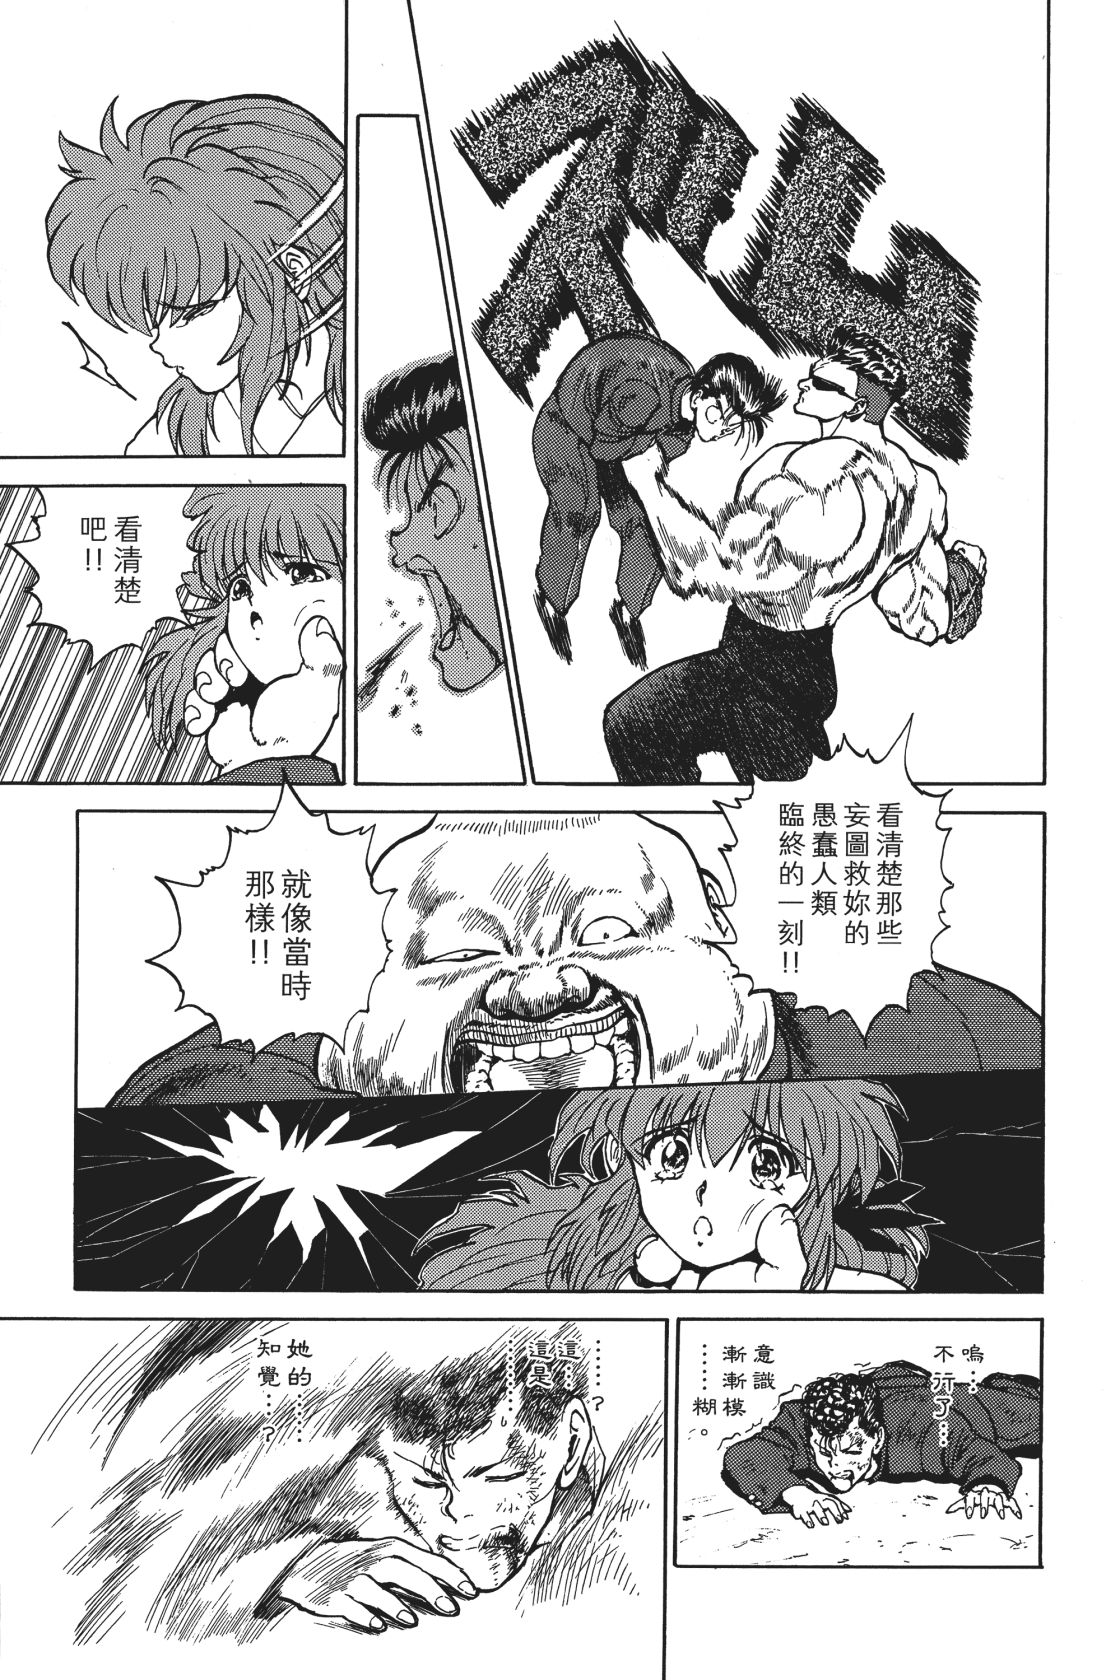 ズム
看清楚
吧!!
看清楚那些
妄圖救妳的
愚蠢人類
臨終的一刻!!
就像當時
那樣!!
嗚…
不行了…
意識
漸漸模
……糊。
……?
這…
這是
……
她的……
知覺…?